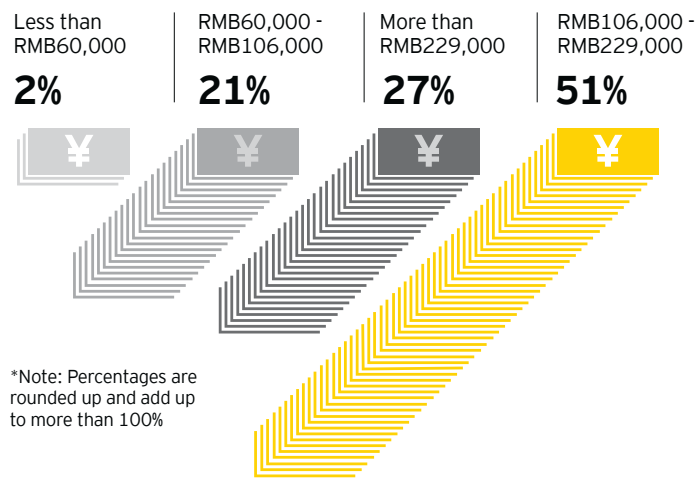 Less than
RMB60,000
2%
RMB60,000 -
RMB106,000
21%
More than
RMB229,000
27%
RMB106,000 -
RMB229,000
51%
¥
¥
¥
¥
*Note: Percentages are
rounded up and add up
to more than 100%